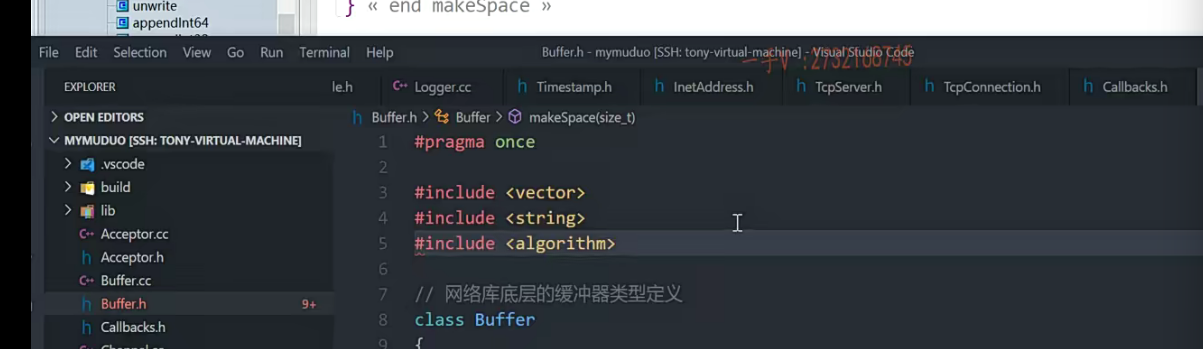 unwrite
appendInt64
} « end makeSpace »
File Edit Selection View Go Run Terminal Help
Buffer.h - mymuduo [SSH: tony-virtual-machine] - Visual Studio Code
EXPLORER
le.h Logger.cc Timestamp.h InetAddress.h TcpServer.h TcpConnection.h Callbacks.h
OPEN EDITORS
Buffer.h > Buffer > makeSpace(size_t)
MYMUDUO [SSH: TONY-VIRTUAL-MACHINE]
.vscode
build
lib
Acceptor.cc
Acceptor.h
Buffer.cc
Buffer.h 9+
Callbacks.h
1 #pragma once
2
3 #include <vector>
4 #include <string>
5 #include <algorithm>
6
7 // 网络库底层的缓冲器类型定义
8 class Buffer
9 {